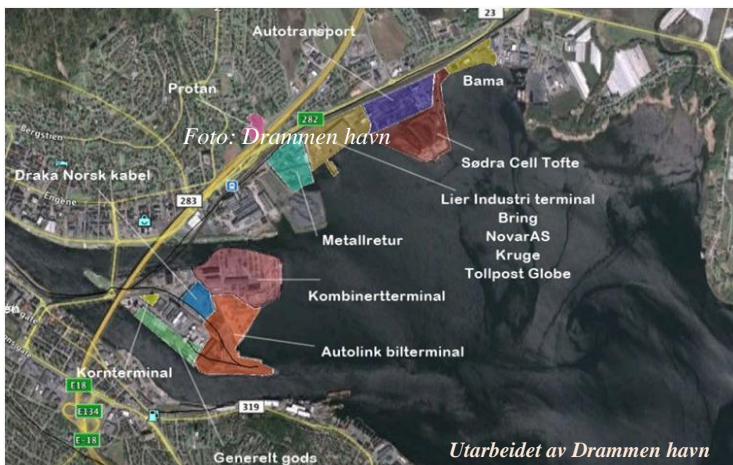 23
Autotransport
Bama
Protan
282
Foto: Drammen havn
Bergstien
Sødra Cell Tofte
Draka Norsk kabel
Engene
283
Lier Industri terminal
Bring
NovarAS
Kruge
Tollpost Globe
Metallretur
Kombinertterminal
Autolink bilterminal
Kornterminal
E18
E134
E-18
319
Generelt gods
Utarbeidet av Drammen havn